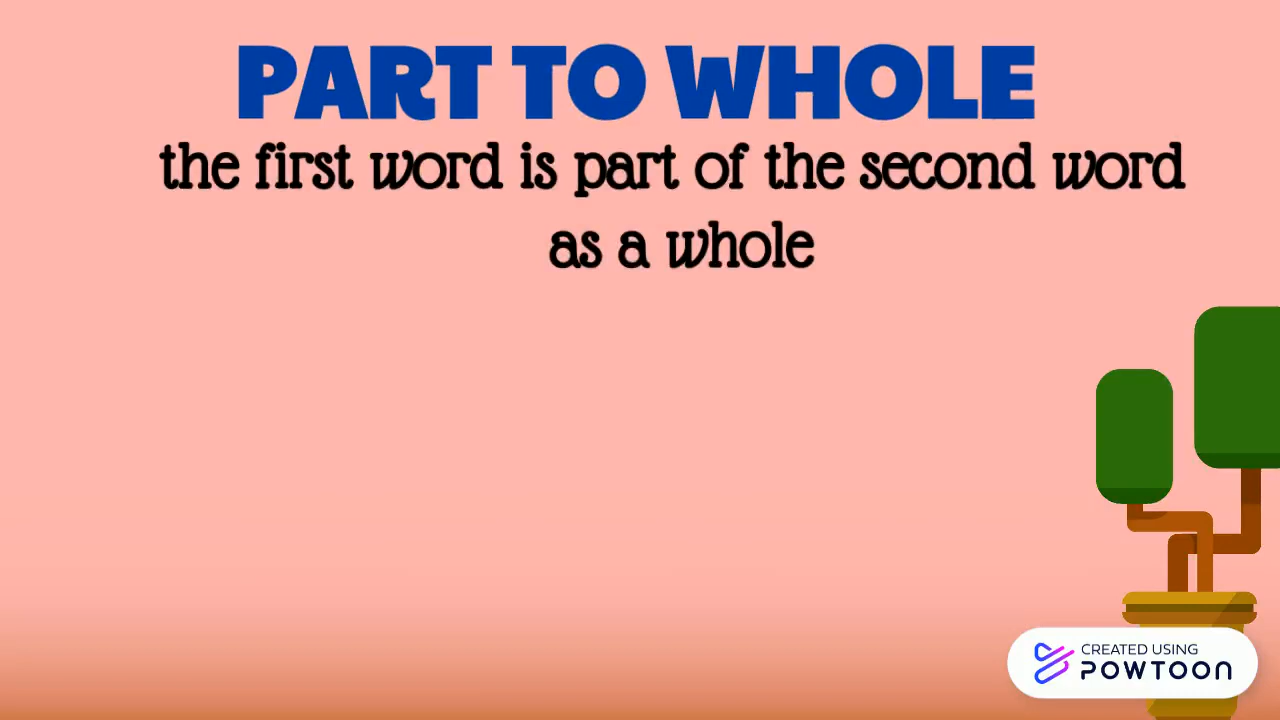 PART TO WHOLE
the first word is part of the second word
as a whole
CREATED USING
POWTOON